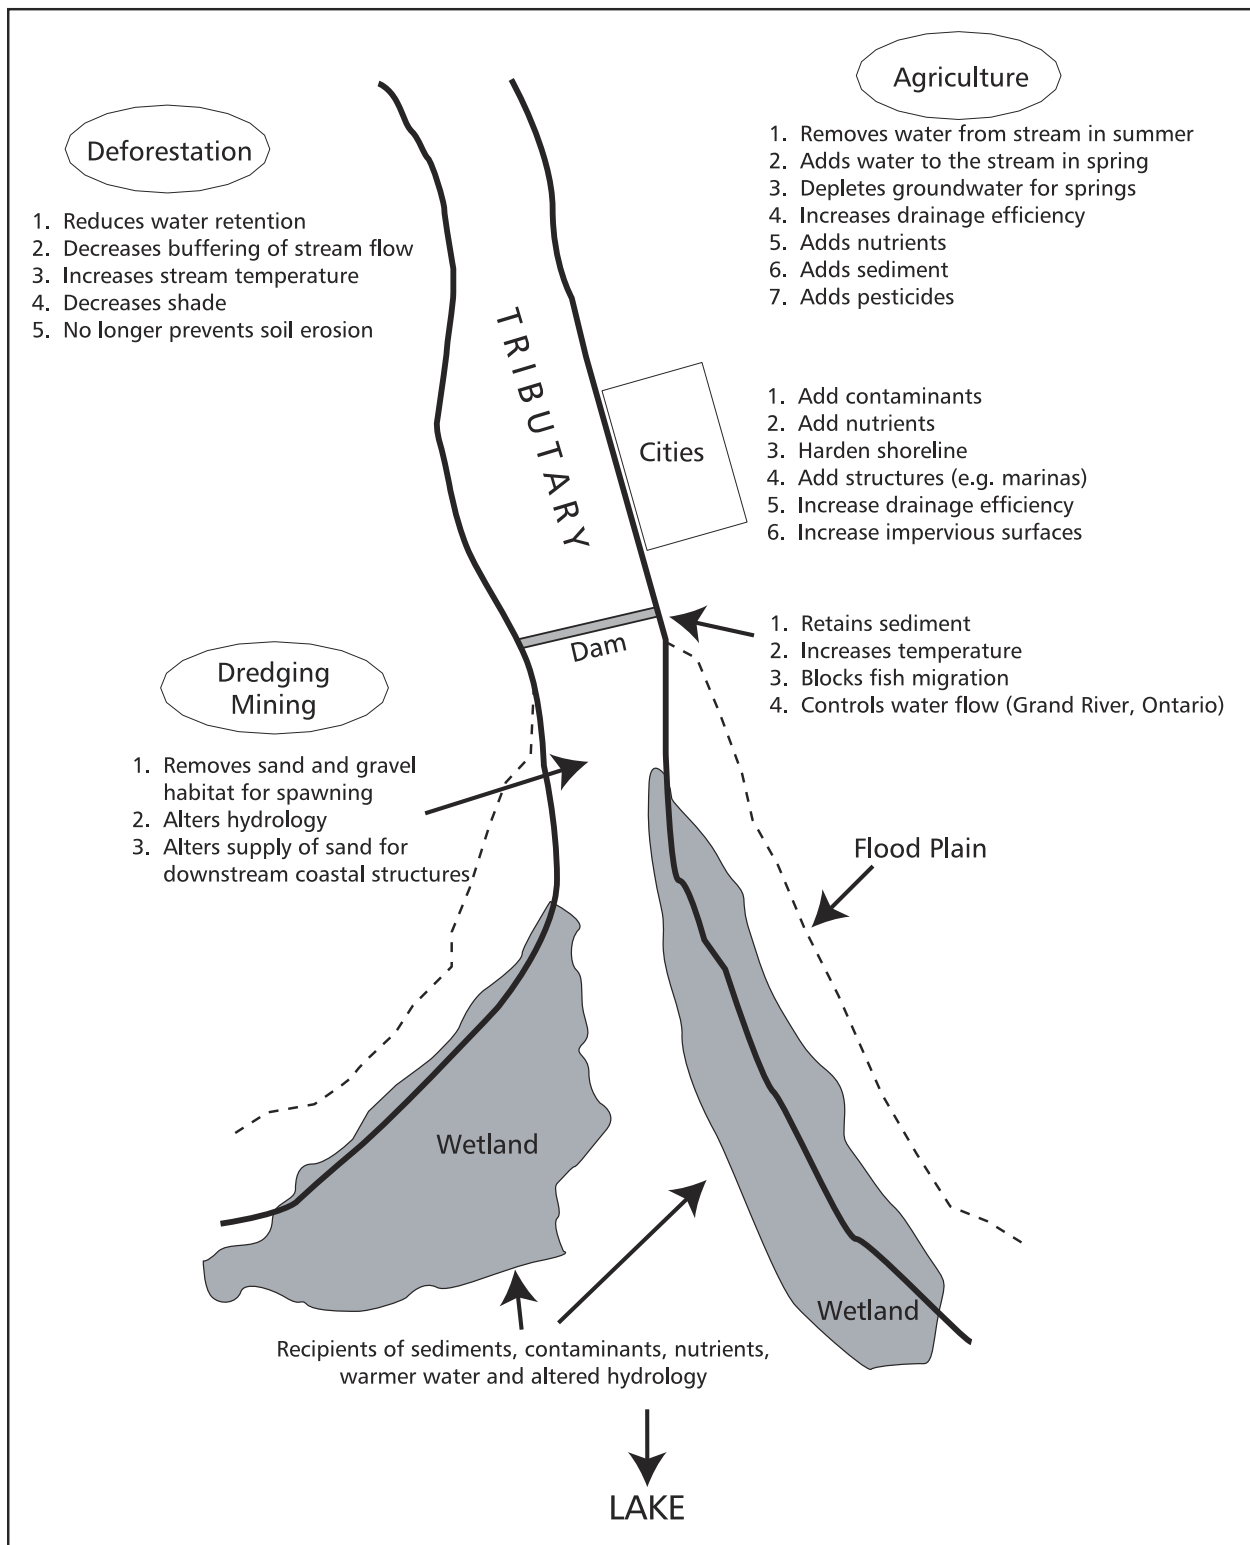 Deforestation
1. Reduces water retention
2. Decreases buffering of stream flow
3. Increases stream temperature
4. Decreases shade
5. No longer prevents soil erosion
Agriculture
1. Removes water from stream in summer
2. Adds water to the stream in spring
3. Depletes groundwater for springs
4. Increases drainage efficiency
5. Adds nutrients
6. Adds sediment
7. Adds pesticides
TRIBUTARY
Cities
1. Add contaminants
2. Add nutrients
3. Harden shoreline
4. Add structures (e.g. marinas)
5. Increase drainage efficiency
6. Increase impervious surfaces
Dam
1. Retains sediment
2. Increases temperature
3. Blocks fish migration
4. Controls water flow (Grand River, Ontario)
Dredging
Mining
1. Removes sand and gravel
habitat for spawning
2. Alters hydrology
3. Alters supply of sand for
downstream coastal structures
Flood Plain
Wetland
Wetland
Recipients of sediments, contaminants, nutrients,
warmer water and altered hydrology
LAKE